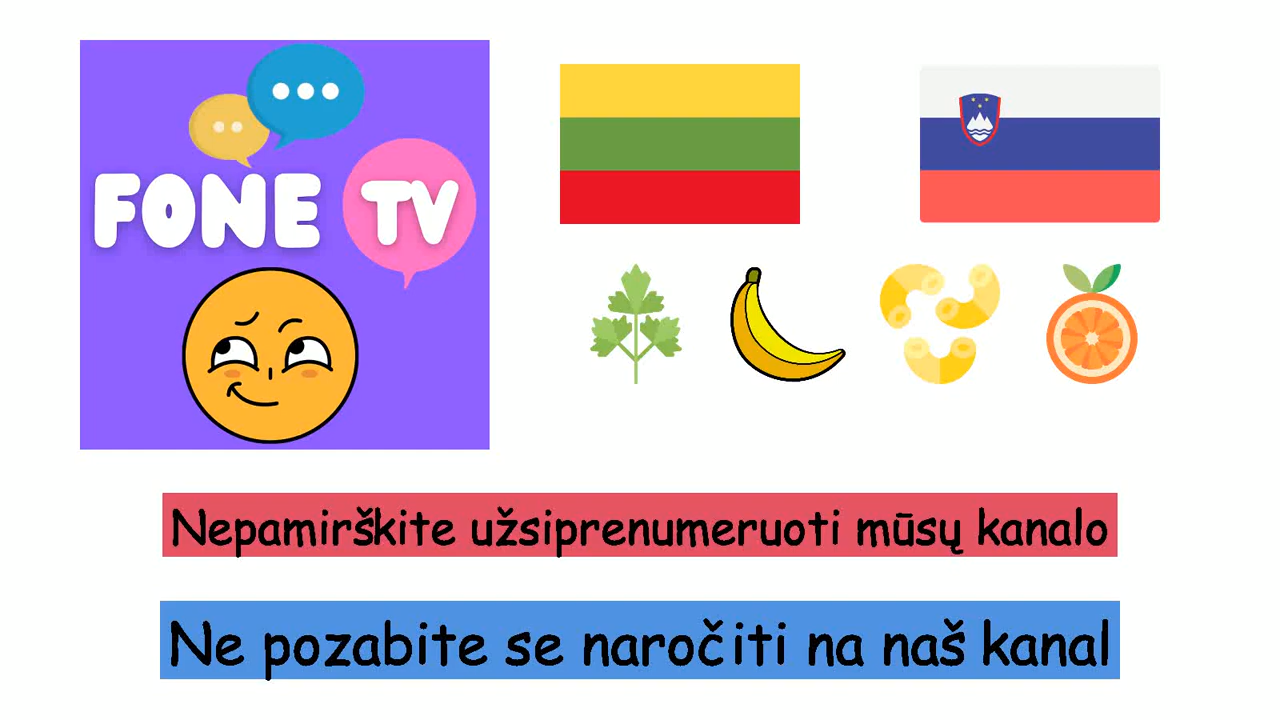 FONE TV
Nepamirškite užsiprenumeruoti mūsų kanalo
Ne pozabite se naročiti na naš kanal